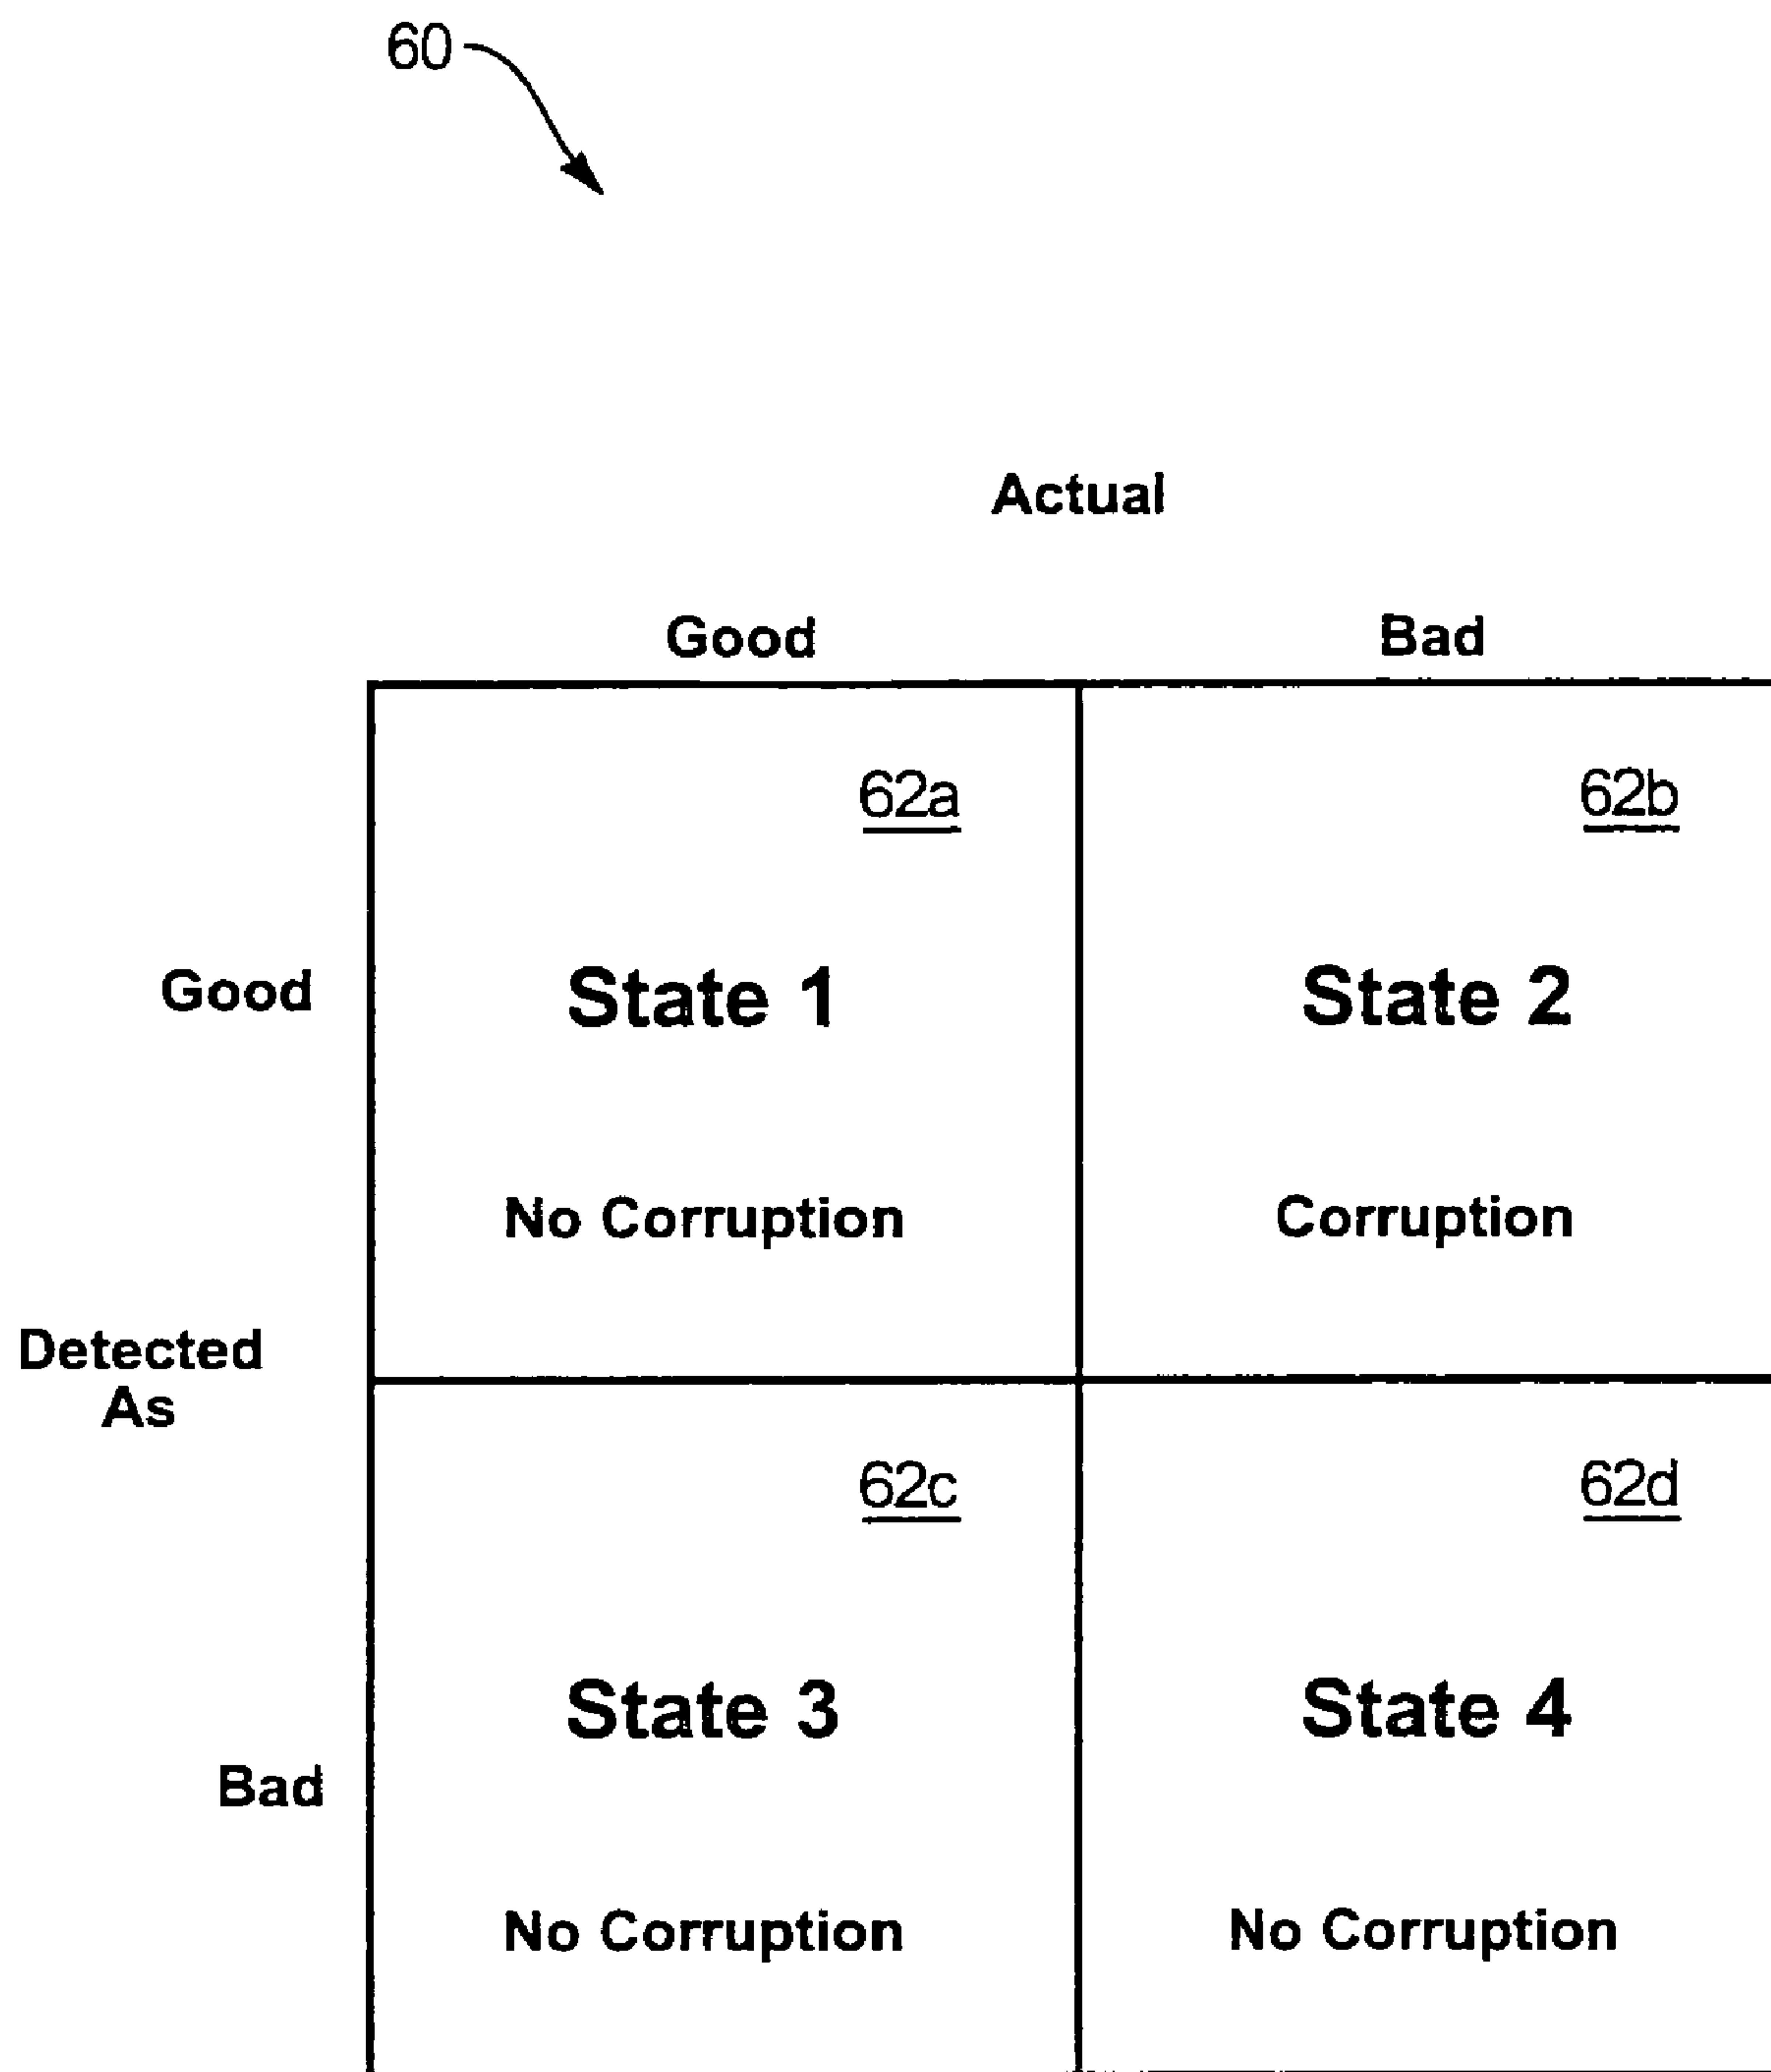 60
Actual
Good Bad
62a 62b
Good State 1 State 2
No Corruption Corruption
Detected
As
62c 62d
State 3 State 4
Bad
No Corruption No Corruption